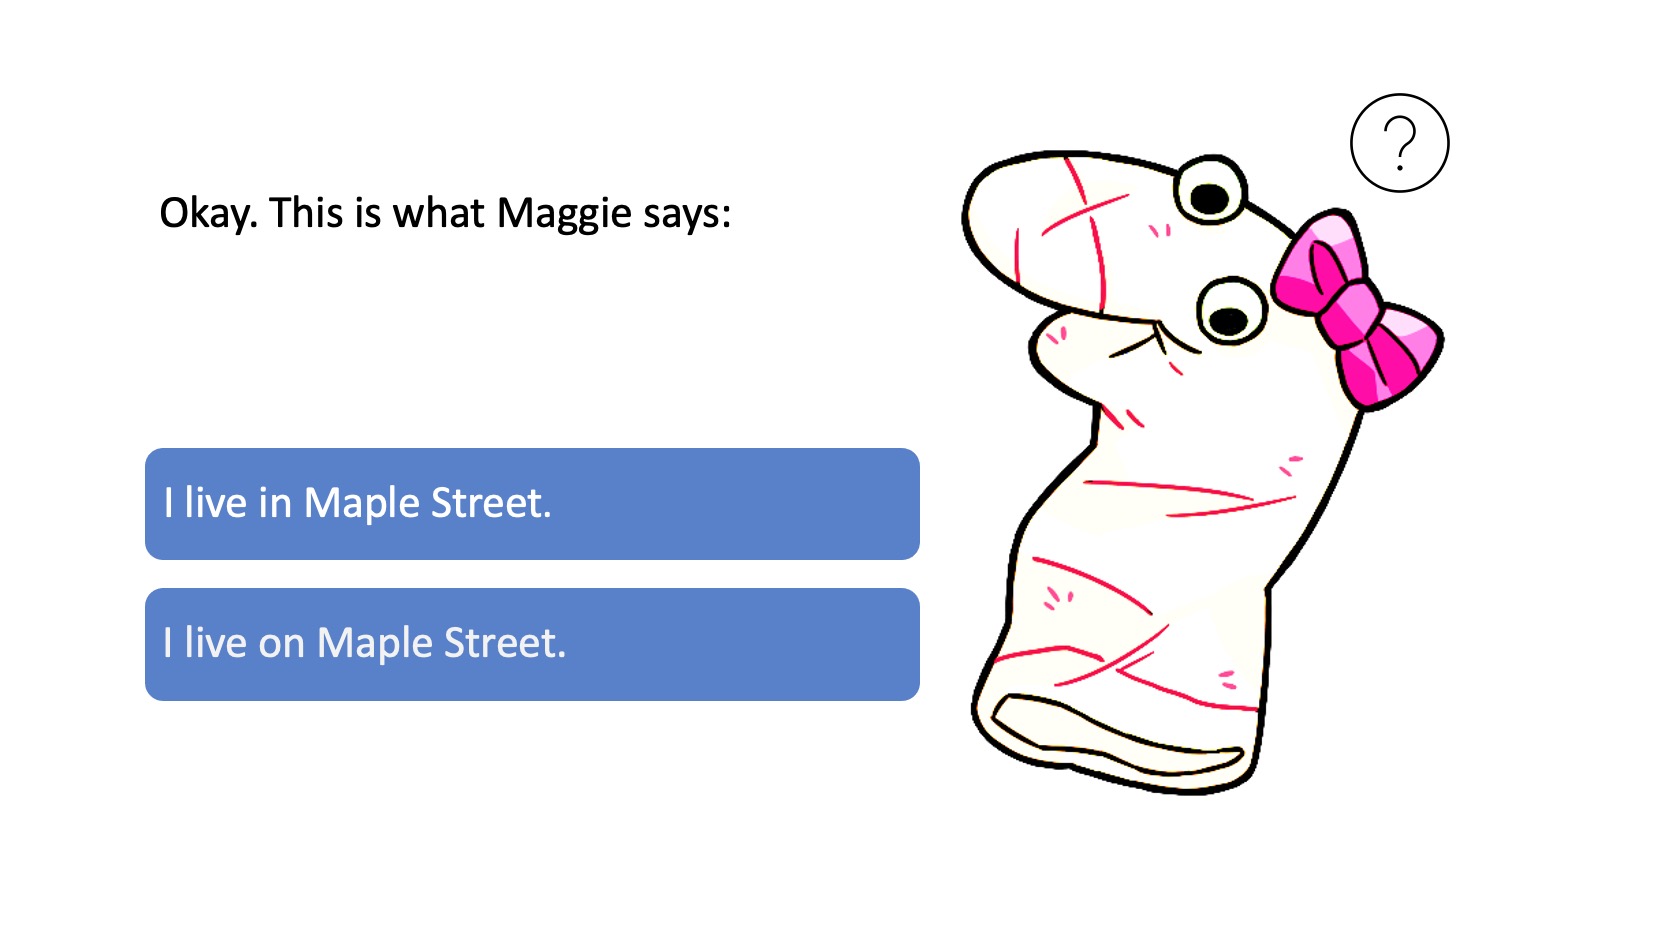 ?
Okay. This is what Maggie says:
I live in Maple Street.
I live on Maple Street.